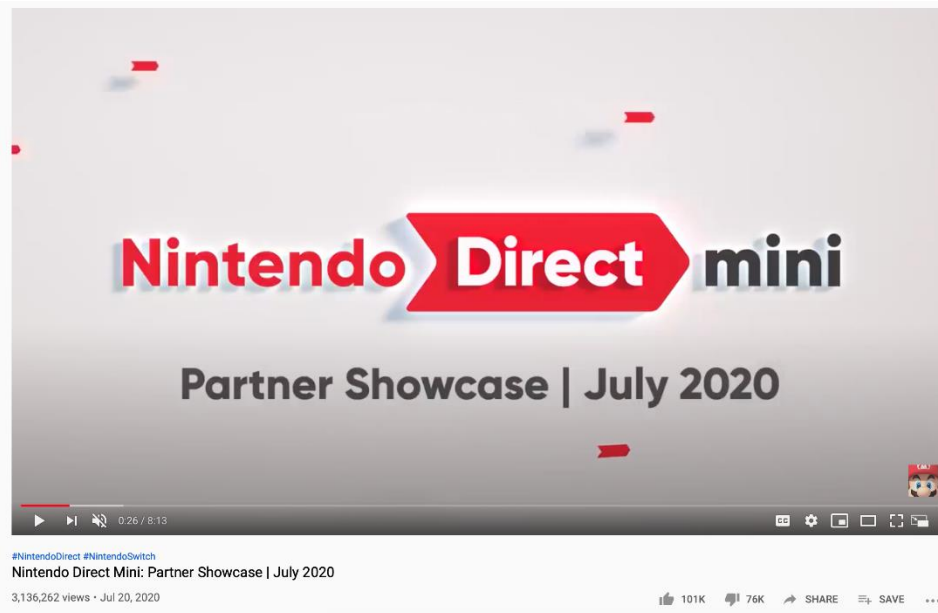 Nintendo Direct mini
Partner Showcase | July 2020
0:26 / 8:13
CC
#NintendoDirect #NintendoSwitch
Nintendo Direct Mini: Partner Showcase | July 2020
3,136,262 views • Jul 20, 2020
101K 76K SHARE SAVE